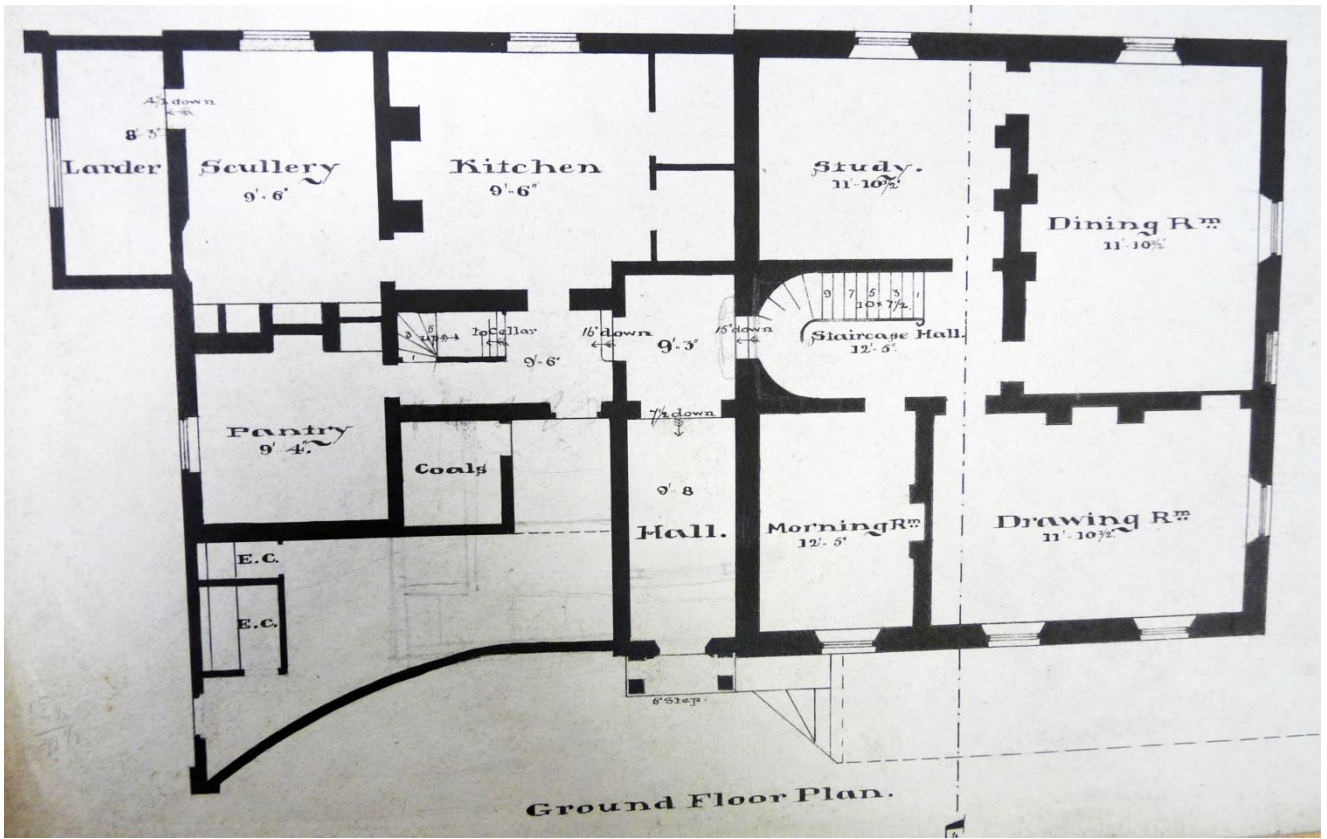 4½ down
8'-3"
Larder
Scullery
9'-6"
Kitchen
9'-6"
Study.
11'-10½"
Dining Rm
11'-10½"
9 7 5 3 1
10 × 7½
Staircase Hall.
12'-5"
up
to Cellar
9'-6"
16" down
9'-3"
15" down
7½ down
Pantry
9'-4"
Coals
9'-8
Hall.
Morning Rm
12'-5"
Drawing Rm
11'-10½"
E.C.
E.C.
6" Step.
Ground Floor Plan.